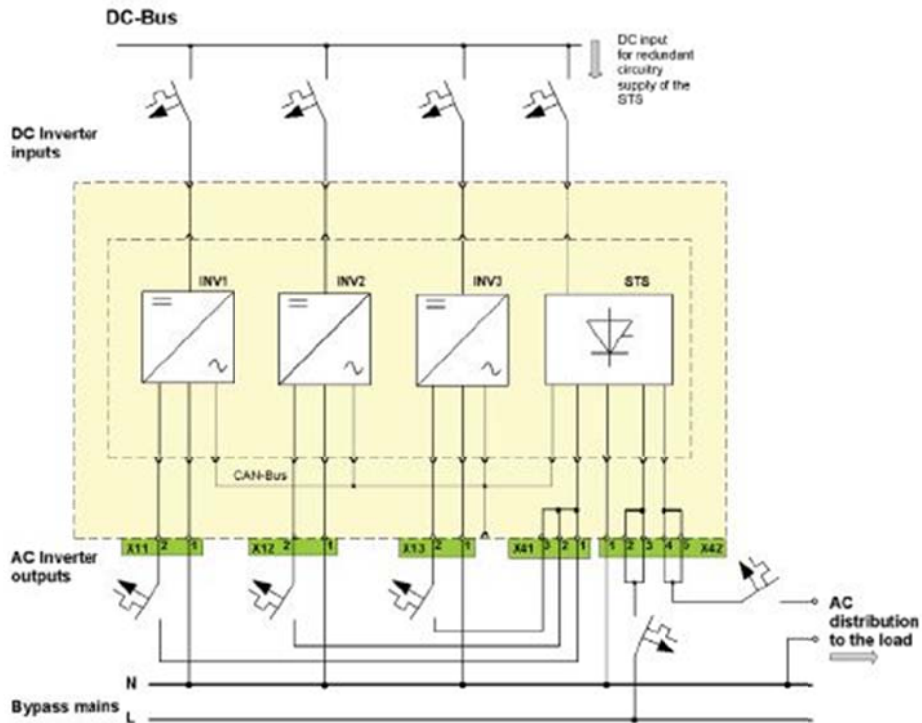 DC-Bus
DC input
for redundant
circuitry
supply of the
STS
DC Inverter
inputs
INV1
INV2
INV3
STS
CAN-Bus
X11 2 1
X12 2 1
X13 2 1
X41 3 2 1
1 2 3 4 5 X42
AC Inverter
outputs
AC
distribution
to the load
N
Bypass mains
L